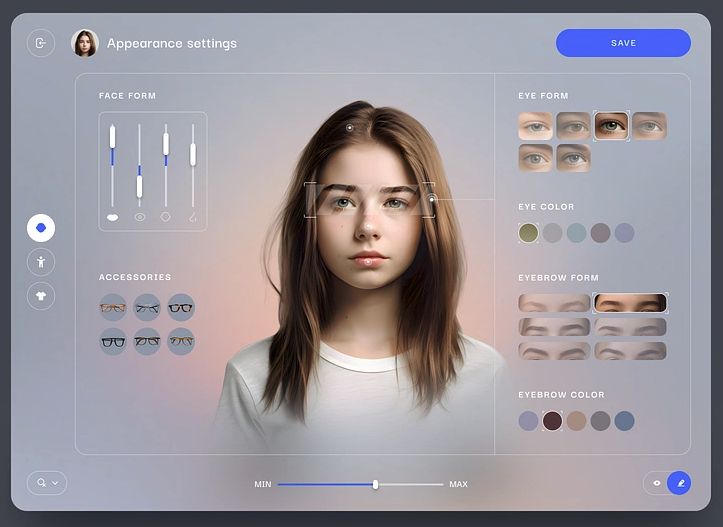 Appearance settings
SAVE
FACE FORM
ACCESSORIES
EYE FORM
EYE COLOR
EYEBROW FORM
EYEBROW COLOR
MIN
MAX